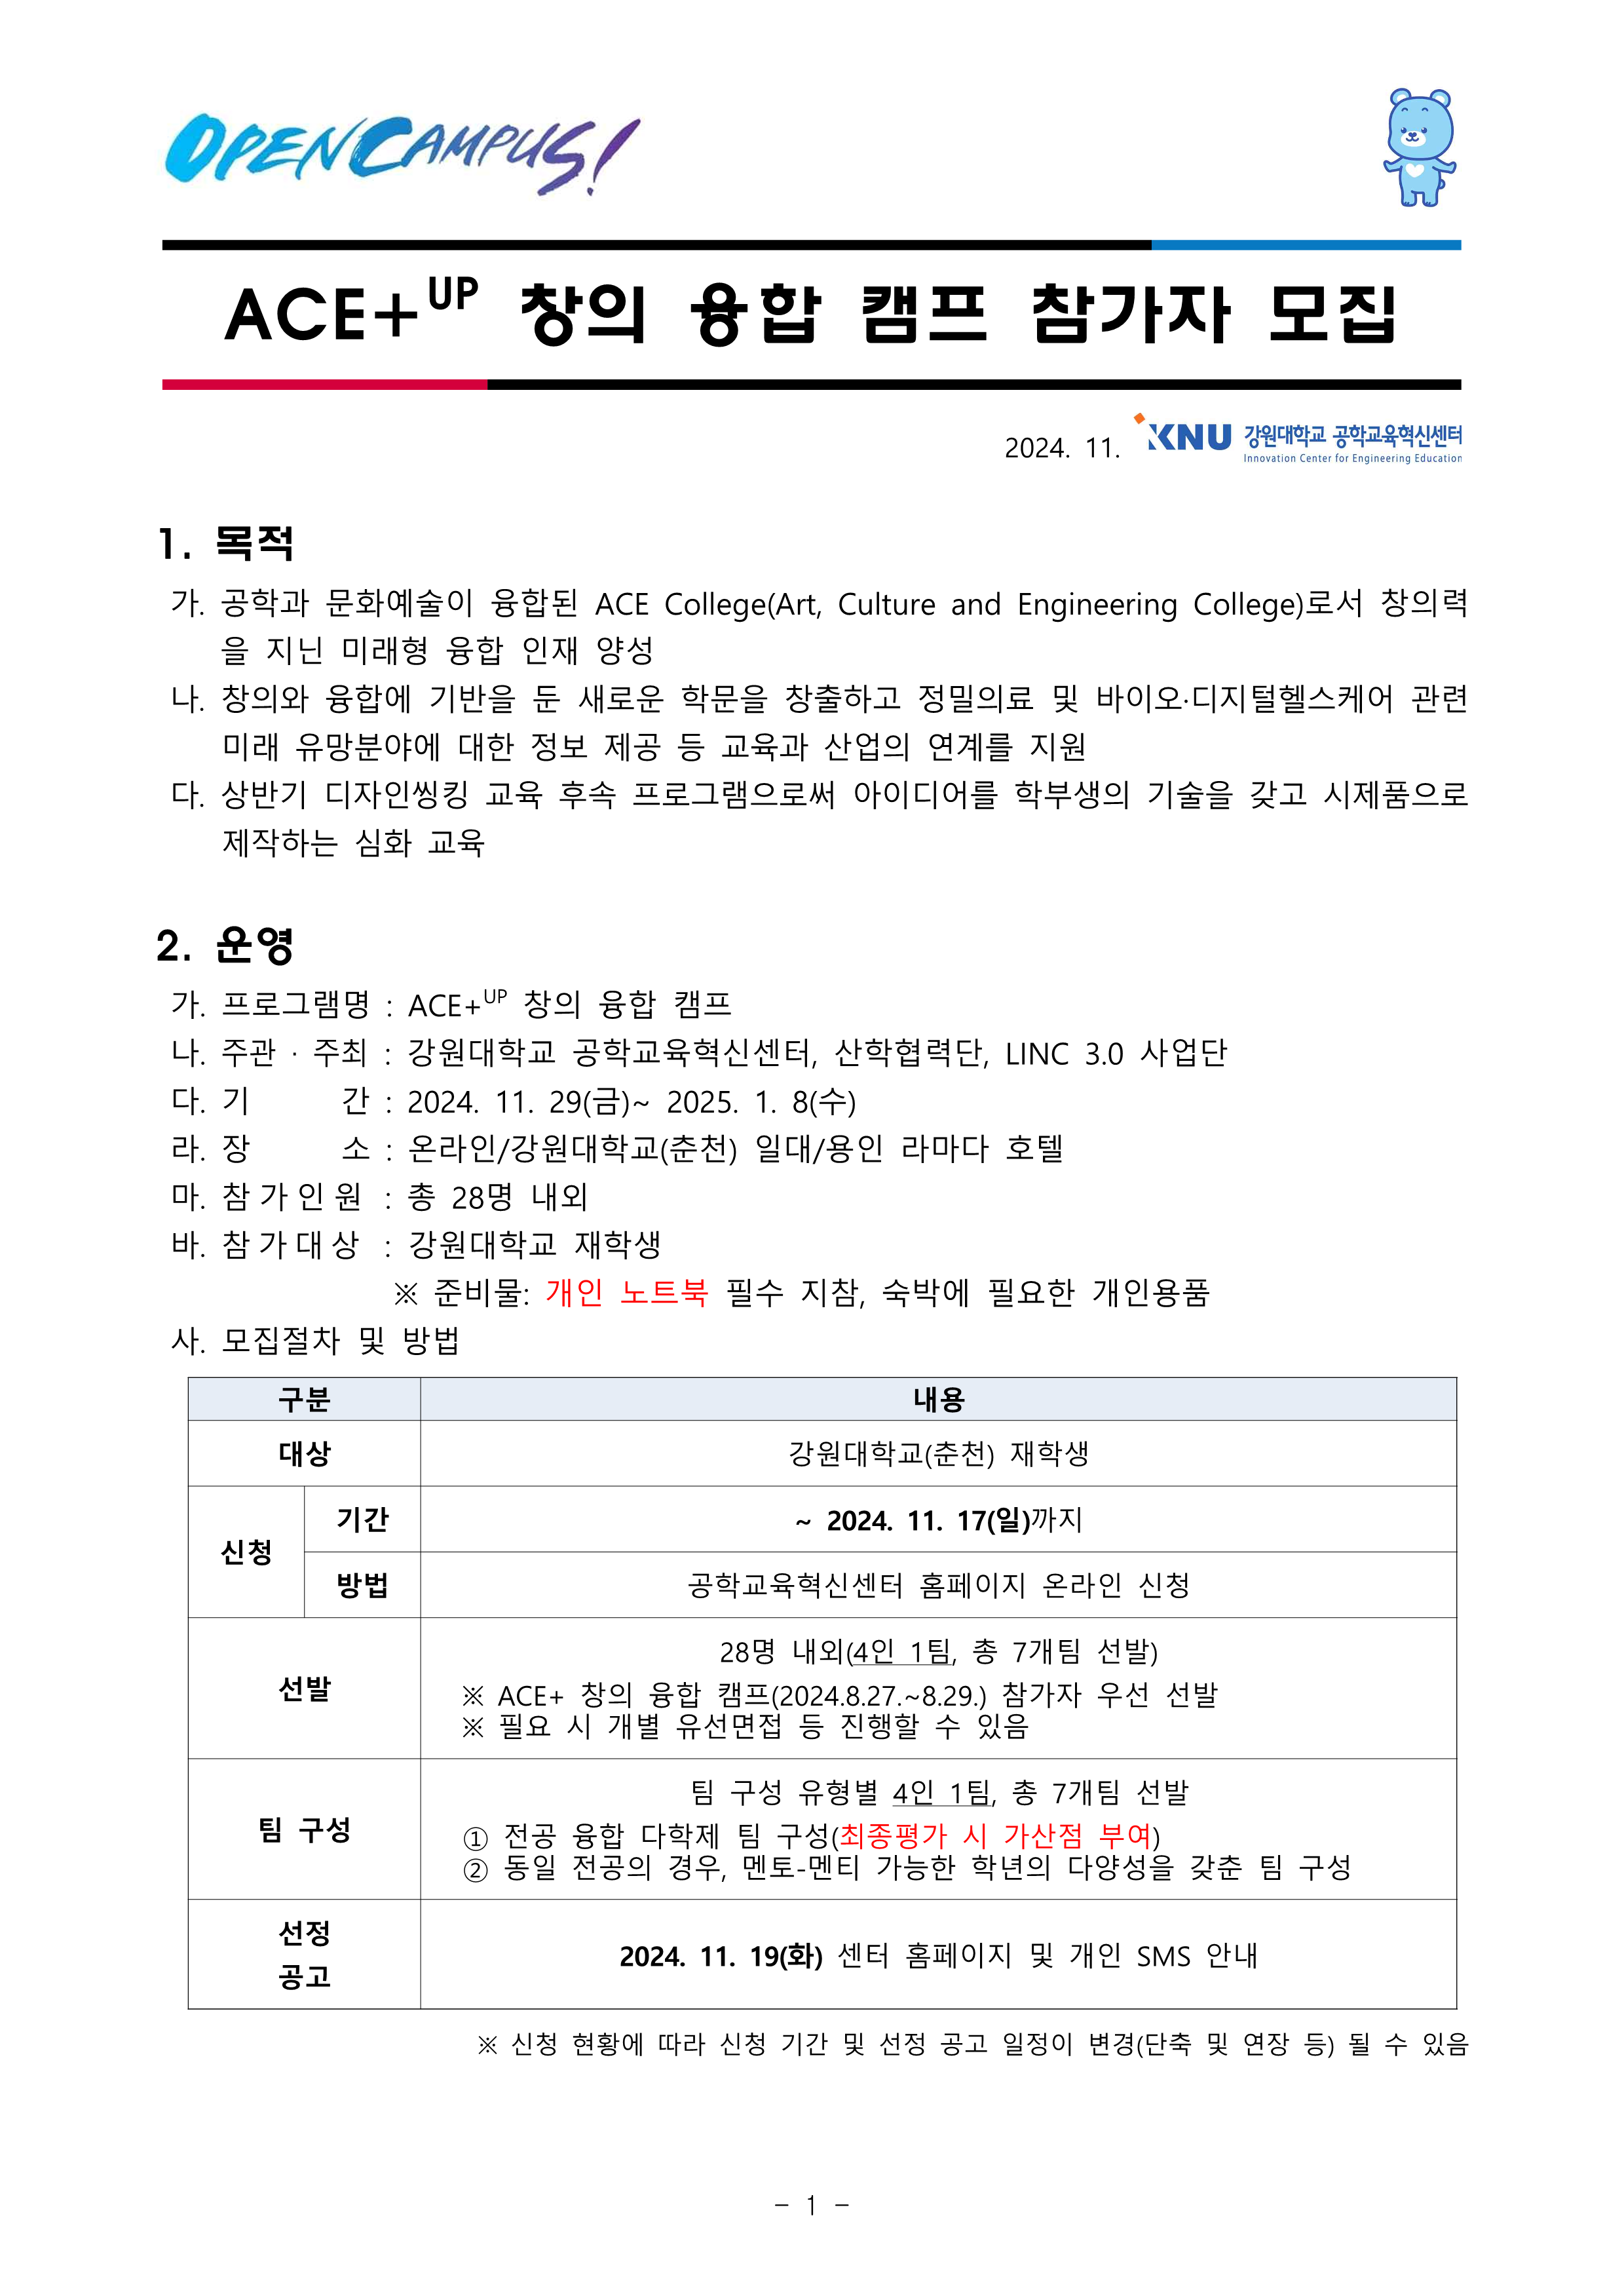 OPEN CAMPUS!
ACE+UP 창의 융합 캠프 참가자 모집
2024. 11. KNU 강원대학교 공학교육혁신센터
Innovation Center for Engineering Education
1. 목적
가. 공학과 문화예술이 융합된 ACE College(Art, Culture and Engineering College)로서 창의력
을 지닌 미래형 융합 인재 양성
나. 창의와 융합에 기반을 둔 새로운 학문을 창출하고 정밀의료 및 바이오·디지털헬스케어 관련
미래 유망분야에 대한 정보 제공 등 교육과 산업의 연계를 지원
다. 상반기 디자인씽킹 교육 후속 프로그램으로써 아이디어를 학부생의 기술을 갖고 시제품으로
제작하는 심화 교육
2. 운영
가. 프로그램명 : ACE+UP 창의 융합 캠프
나. 주관 · 주최 : 강원대학교 공학교육혁신센터, 산학협력단, LINC 3.0 사업단
다. 기 간 : 2024. 11. 29(금)~ 2025. 1. 8(수)
라. 장 소 : 온라인/강원대학교(춘천) 일대/용인 라마다 호텔
마. 참가인원 : 총 28명 내외
바. 참가대상 : 강원대학교 재학생
※ 준비물: 개인 노트북 필수 지참, 숙박에 필요한 개인용품
사. 모집절차 및 방법
구분 내용
대상 강원대학교(춘천) 재학생
신청 기간 ~ 2024. 11. 17(일)까지
방법 공학교육혁신센터 홈페이지 온라인 신청
선발 28명 내외(4인 1팀, 총 7개팀 선발)
※ ACE+ 창의 융합 캠프(2024.8.27.~8.29.) 참가자 우선 선발
※ 필요 시 개별 유선면접 등 진행할 수 있음
팀 구성 팀 구성 유형별 4인 1팀, 총 7개팀 선발
① 전공 융합 다학제 팀 구성(최종평가 시 가산점 부여)
② 동일 전공의 경우, 멘토-멘티 가능한 학년의 다양성을 갖춘 팀 구성
선정
공고 2024. 11. 19(화) 센터 홈페이지 및 개인 SMS 안내
※ 신청 현황에 따라 신청 기간 및 선정 공고 일정이 변경(단축 및 연장 등) 될 수 있음
- 1 -